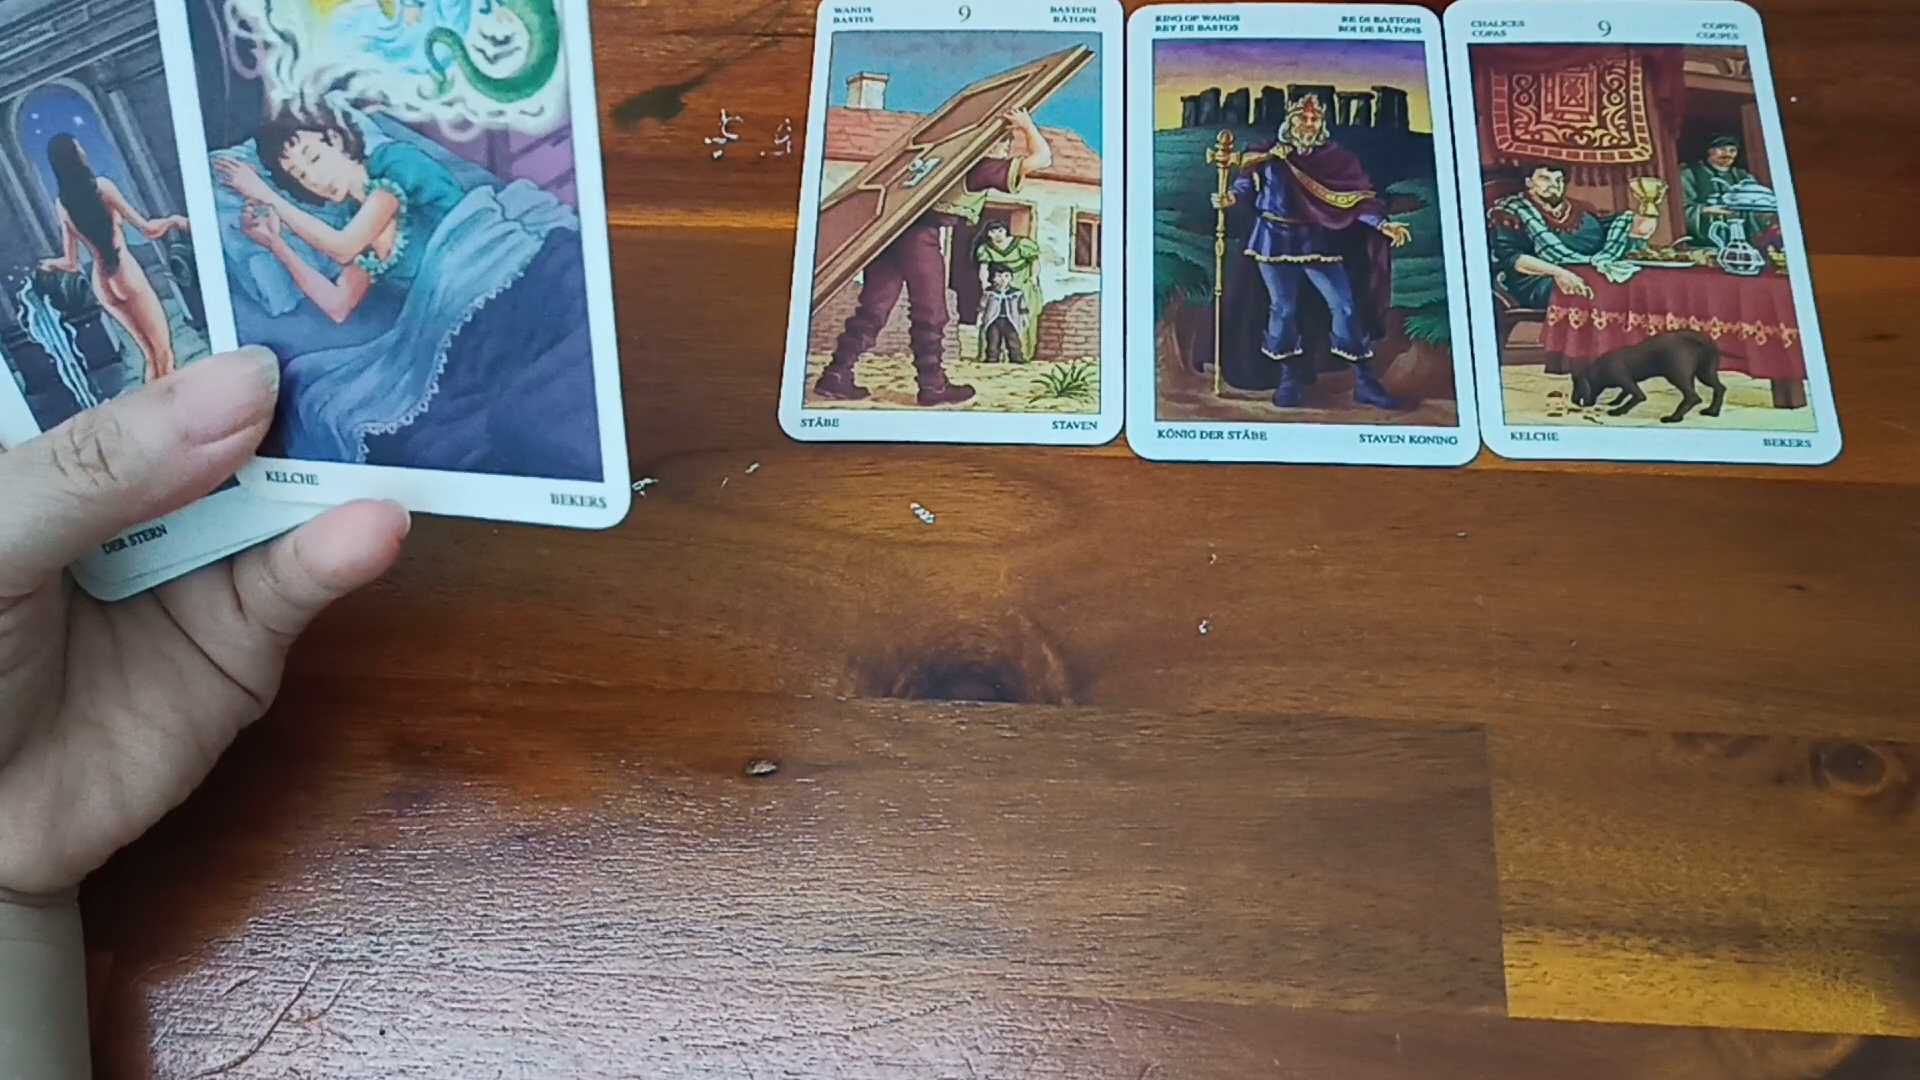 WANDS 9 BASTONI
BASTOS BÂTONS
STÄBE STAVEN
KING OF WANDS RE DI BASTONI
REY DE BASTOS ROI DE BÂTONS
KÖNIG DER STÄBE STAVEN KONING
CHALICES 9 COPPE
COPAS COUPES
KELCHE BEKERS
KELCHE BEKERS
DER STERN